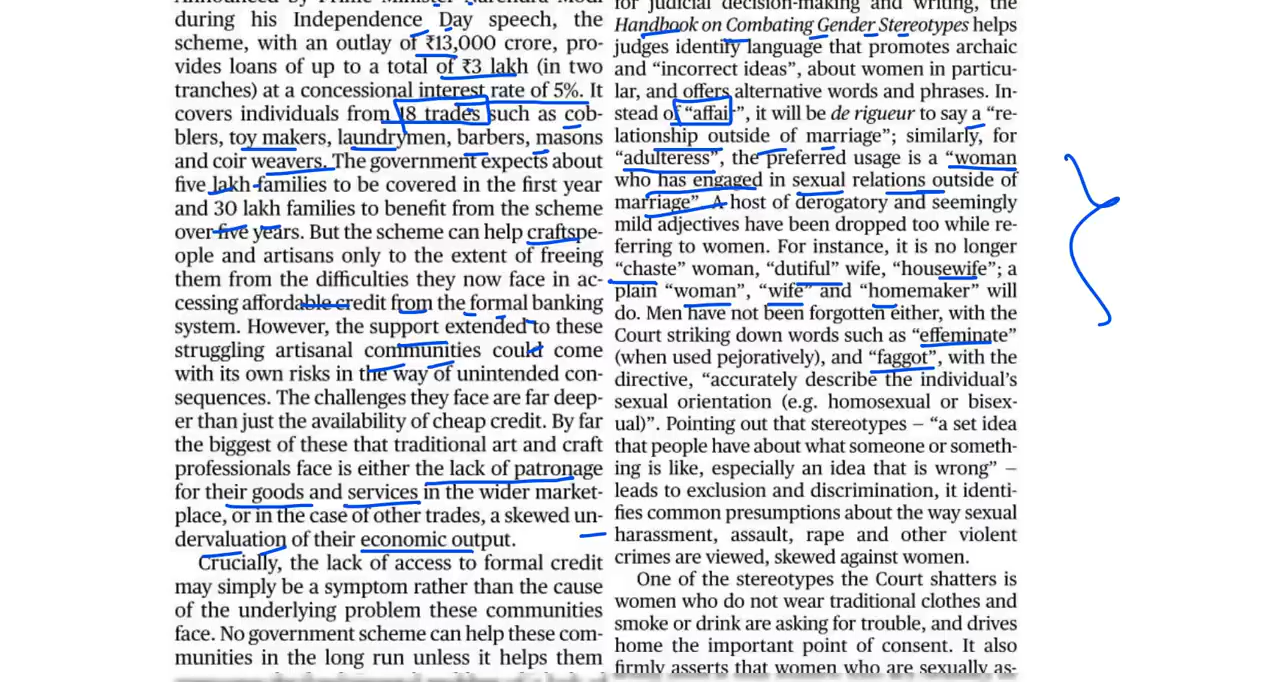 Announced by Prime Minister Narendra Modi
during his Independence Day speech, the
scheme, with an outlay of ₹13,000 crore, pro-
vides loans of up to a total of ₹3 lakh (in two
tranches) at a concessional interest rate of 5%. It
covers individuals from 18 trades such as cob-
blers, toy makers, laundrymen, barbers, masons
and coir weavers. The government expects about
five lakh families to be covered in the first year
and 30 lakh families to benefit from the scheme
over five years. But the scheme can help craftspe-
ople and artisans only to the extent of freeing
them from the difficulties they now face in ac-
cessing affordable credit from the formal banking
system. However, the support extended to these
struggling artisanal communities could come
with its own risks in the way of unintended con-
sequences. The challenges they face are far deep-
er than just the availability of cheap credit. By far
the biggest of these that traditional art and craft
professionals face is either the lack of patronage
for their goods and services in the wider market-
place, or in the case of other trades, a skewed un-
dervaluation of their economic output.
Crucially, the lack of access to formal credit
may simply be a symptom rather than the cause
of the underlying problem these communities
face. No government scheme can help these com-
munities in the long run unless it helps them
for judicial decision-making and writing, the
Handbook on Combating Gender Stereotypes helps
judges identify language that promotes archaic
and “incorrect ideas”, about women in particu-
lar, and offers alternative words and phrases. In-
stead of “affair”, it will be de rigueur to say a “re-
lationship outside of marriage”; similarly, for
“adulteress”, the preferred usage is a “woman
who has engaged in sexual relations outside of
marriage”. A host of derogatory and seemingly
mild adjectives have been dropped too while re-
ferring to women. For instance, it is no longer
“chaste” woman, “dutiful” wife, “housewife”; a
plain “woman”, “wife” and “homemaker” will
do. Men have not been forgotten either, with the
Court striking down words such as “effeminate”
(when used pejoratively), and “faggot”, with the
directive, “accurately describe the individual’s
sexual orientation (e.g. homosexual or bisex-
ual)”. Pointing out that stereotypes – “a set idea
that people have about what someone or someth-
ing is like, especially an idea that is wrong” –
leads to exclusion and discrimination, it identi-
fies common presumptions about the way sexual
harassment, assault, rape and other violent
crimes are viewed, skewed against women.
One of the stereotypes the Court shatters is
women who do not wear traditional clothes and
smoke or drink are asking for trouble, and drives
home the important point of consent. It also
firmly asserts that women who are sexually as-